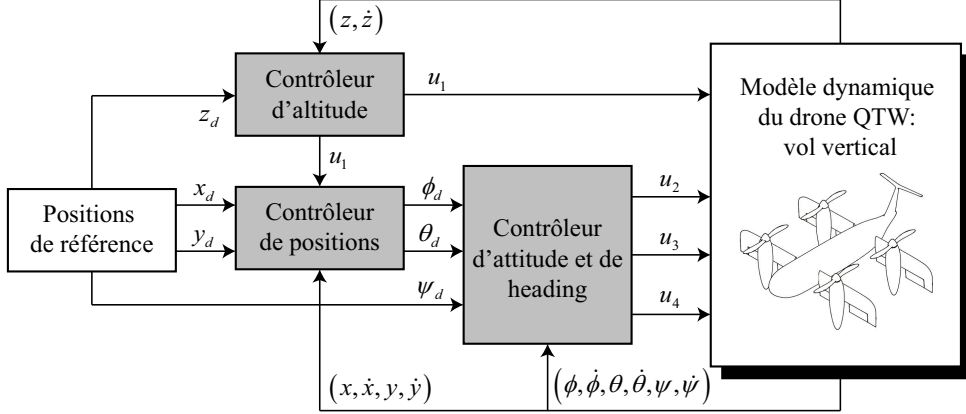 (z, ż)
Contrôleur
d'altitude
u₁
Modèle dynamique
du drone QTW:
vol vertical
z_d
u₁
Positions
de référence
x_d
y_d
Contrôleur
de positions
ϕ_d
θ_d
ψ_d
Contrôleur
d'attitude et de
heading
u₂
u₃
u₄
(x, ẋ, y, ẏ)
(ϕ, ϕ̇, θ, θ̇, ψ, ψ̇)